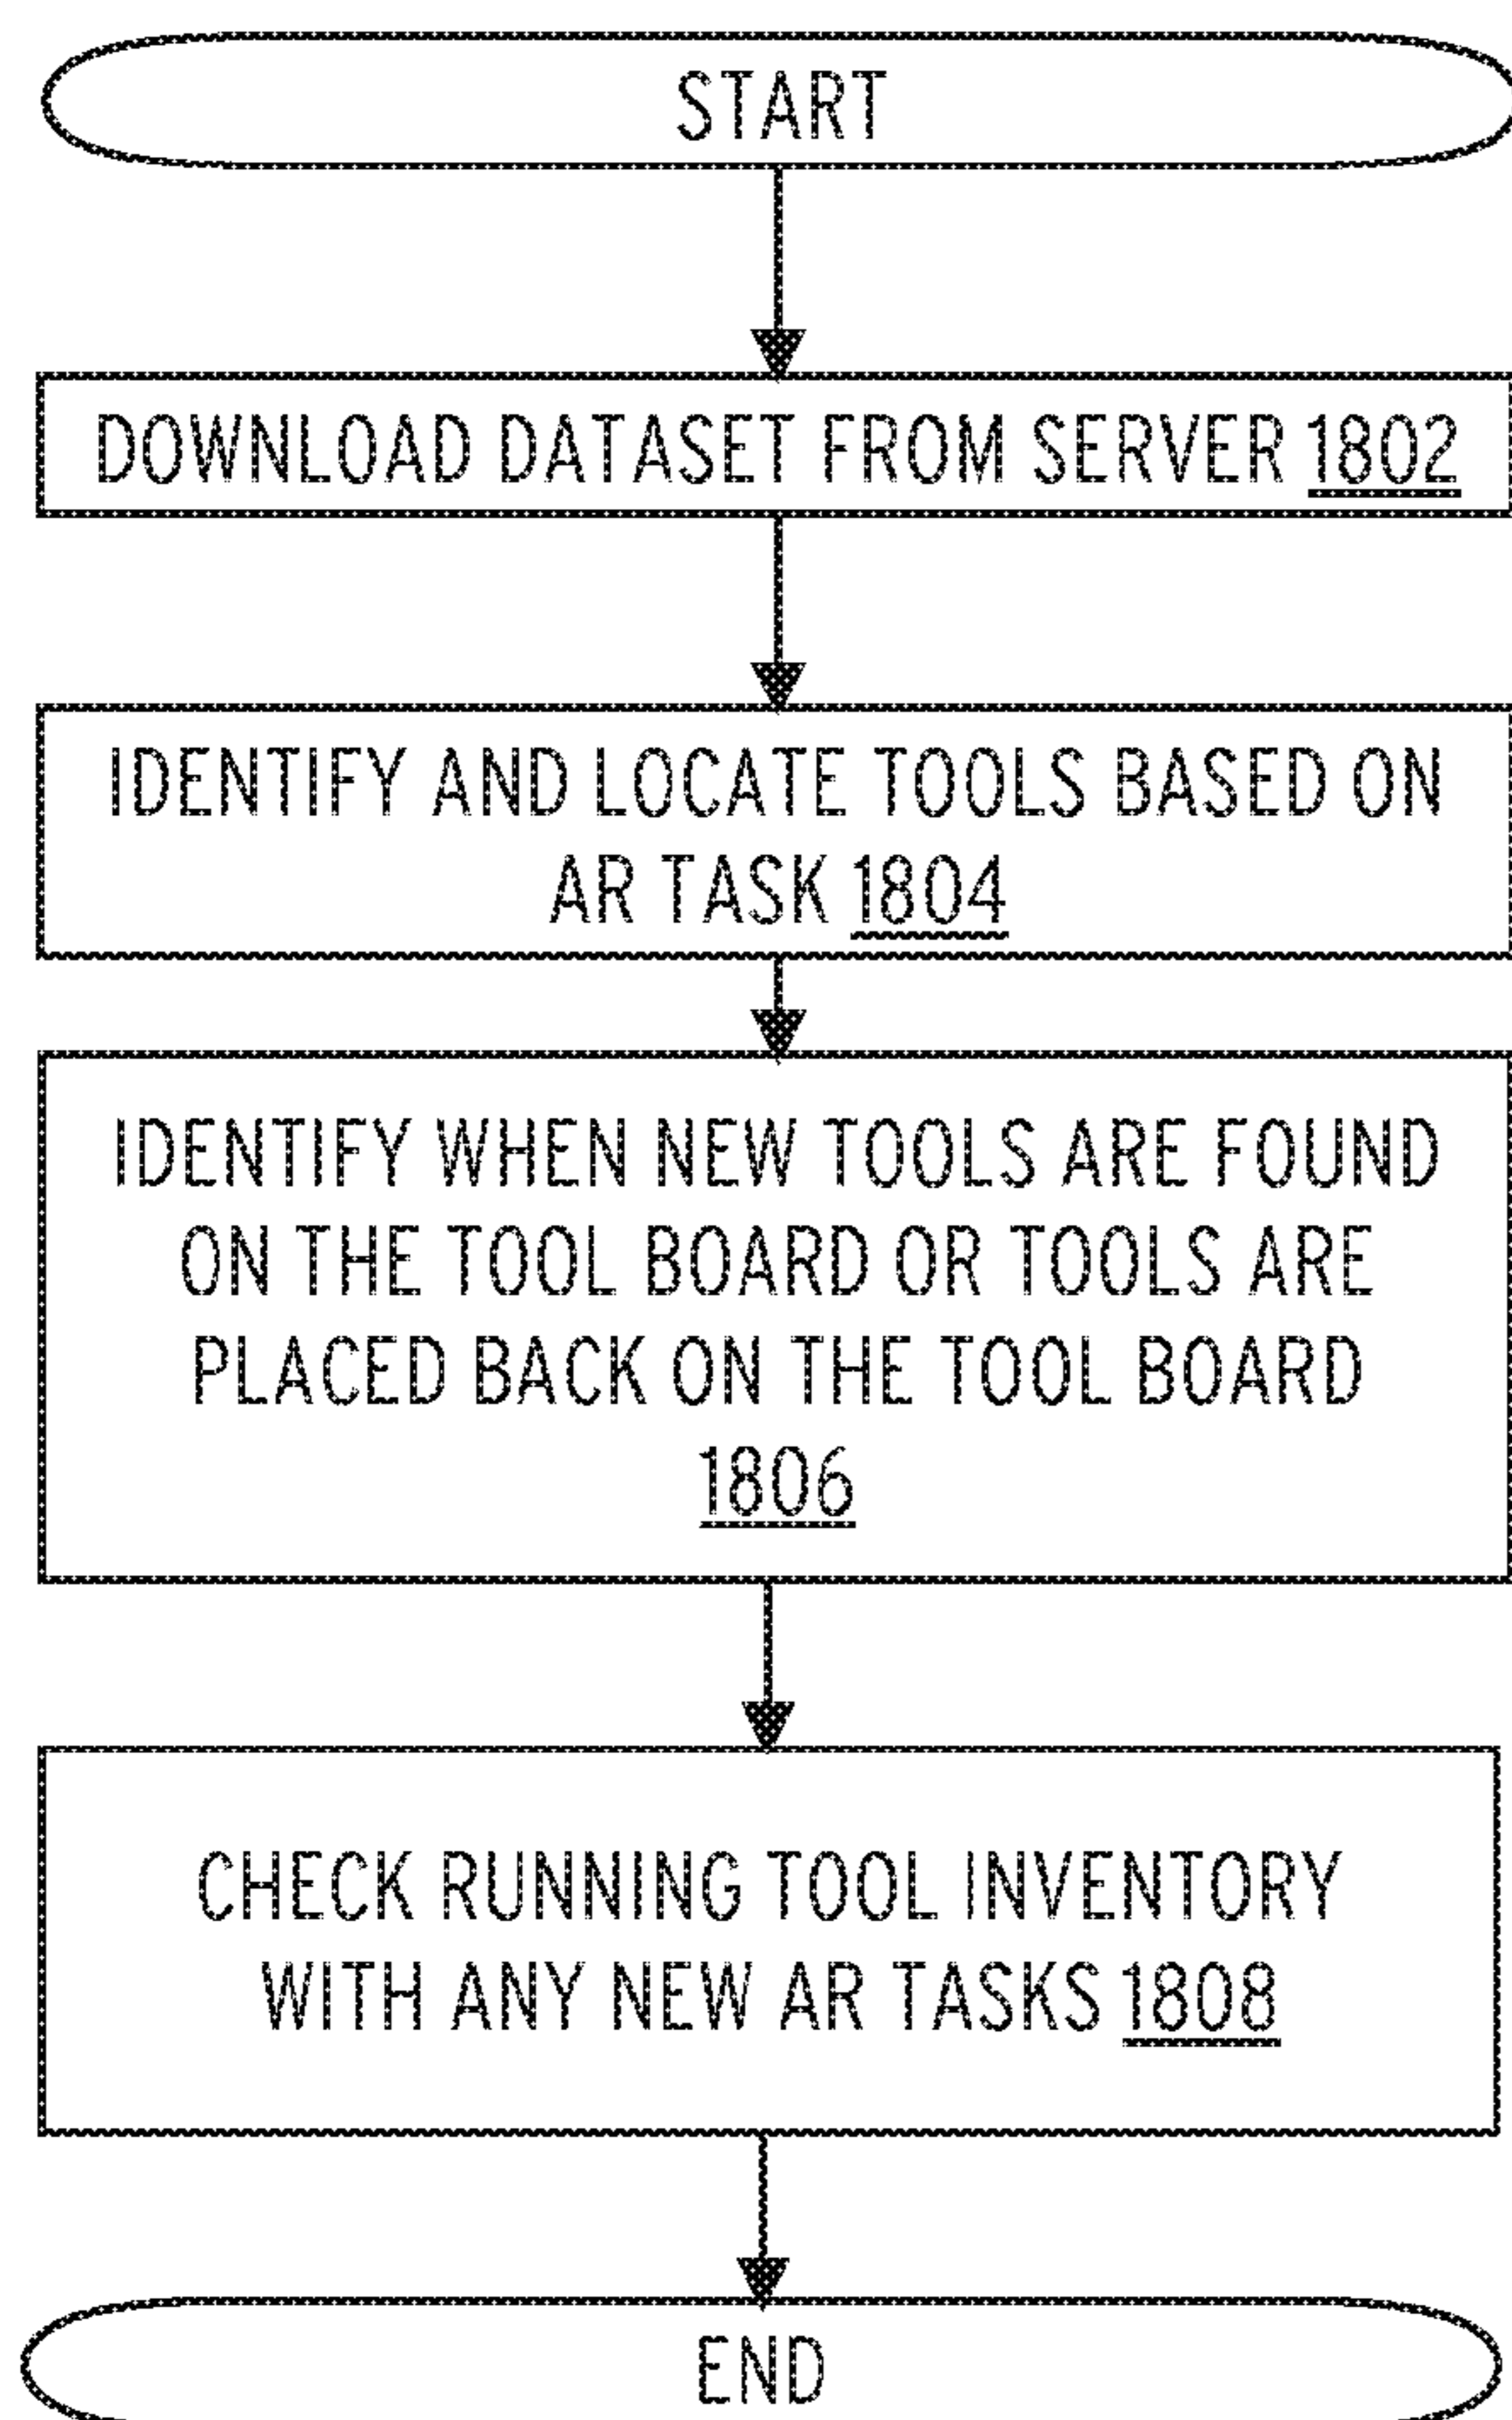 START
DOWNLOAD DATASET FROM SERVER 1802
IDENTIFY AND LOCATE TOOLS BASED ON
AR TASK 1804
IDENTIFY WHEN NEW TOOLS ARE FOUND
ON THE TOOL BOARD OR TOOLS ARE
PLACED BACK ON THE TOOL BOARD
1806
CHECK RUNNING TOOL INVENTORY
WITH ANY NEW AR TASKS 1808
END